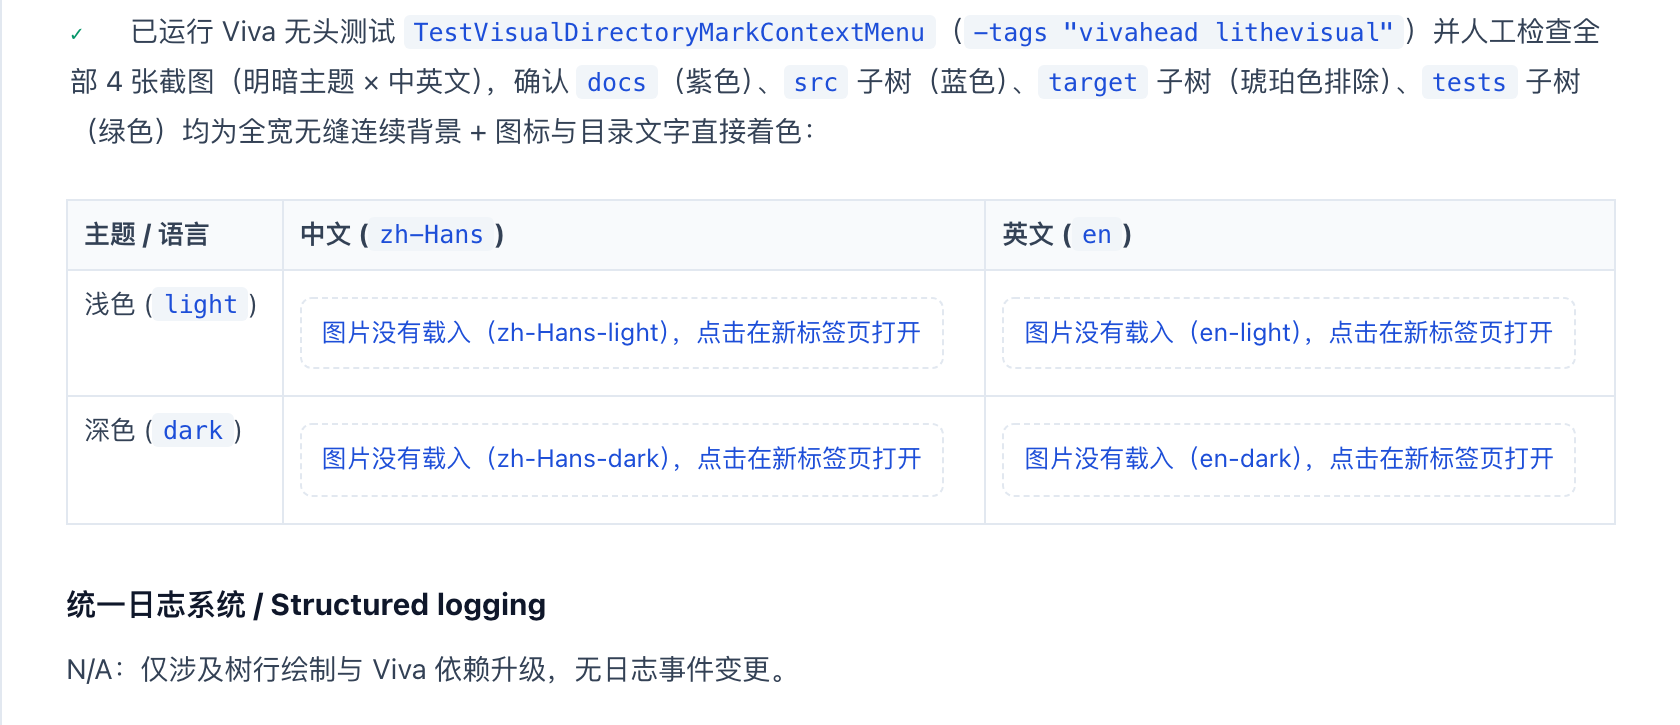 ✓ 已运行 Viva 无头测试 TestVisualDirectoryMarkContextMenu（-tags "vivahead lithevisual"）并人工检查全
部 4 张截图（明暗主题 × 中英文），确认 docs（紫色）、src 子树（蓝色）、target 子树（琥珀色排除）、tests 子树
（绿色）均为全宽无缝连续背景 + 图标与目录文字直接着色：
主题 / 语言 中文 ( zh-Hans ) 英文 ( en )
浅色 ( light ) 图片没有载入（zh-Hans-light），点击在新标签页打开 图片没有载入（en-light），点击在新标签页打开
深色 ( dark ) 图片没有载入（zh-Hans-dark），点击在新标签页打开 图片没有载入（en-dark），点击在新标签页打开
统一日志系统 / Structured logging
N/A：仅涉及树行绘制与 Viva 依赖升级，无日志事件变更。